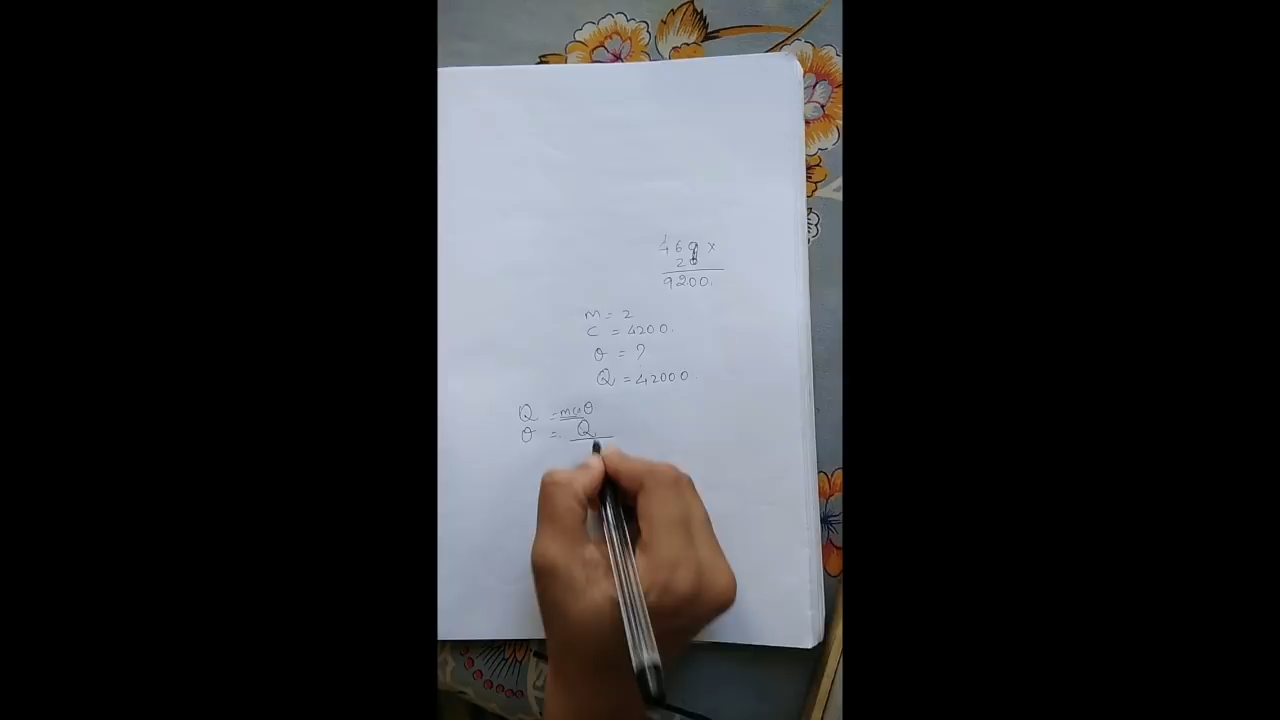 460 x
20
9200.
M = 2
C = 4200.
θ = ?
Q = 42000.
Q = mcθ
θ = Q